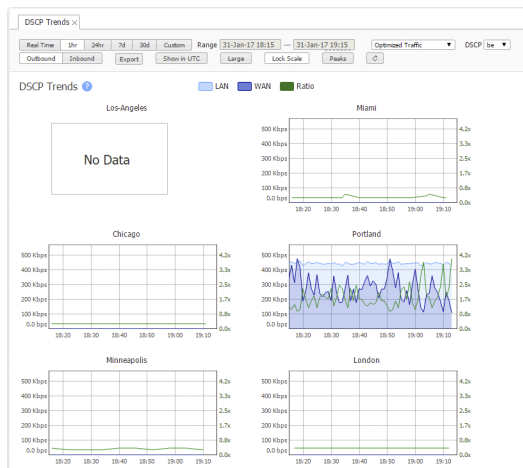 DSCP Trends ×
Real Time 1hr 24hr 7d 30d Custom Range 31-Jan-17 18:15 — 31-Jan-17 19:15 Optimized Traffic ▼ DSCP be ▼
Outbound Inbound Export Show in UTC Large Lock Scale Peaks
DSCP Trends ? LAN WAN Ratio
Los-Angeles
No Data
Miami
500 Kbps 4.2x
400 Kbps 3.3x
300 Kbps 2.5x
200 Kbps 1.7x
100 Kbps 0.8x
0.0 bps 0.0x
18:20 18:30 18:40 18:50 19:00 19:10
Chicago
500 Kbps 4.2x
400 Kbps 3.3x
300 Kbps 2.5x
200 Kbps 1.7x
100 Kbps 0.8x
0.0 bps 0.0x
18:20 18:30 18:40 18:50 19:00 19:10
Portland
500 Kbps 4.2x
400 Kbps 3.3x
300 Kbps 2.5x
200 Kbps 1.7x
100 Kbps 0.8x
0.0 bps 0.0x
18:20 18:30 18:40 18:50 19:00 19:10
Minneapolis
500 Kbps 4.2x
400 Kbps 3.3x
300 Kbps 2.5x
200 Kbps 1.7x
100 Kbps 0.8x
0.0 bps 0.0x
18:20 18:30 18:40 18:50 19:00 19:10
London
500 Kbps 4.2x
400 Kbps 3.3x
300 Kbps 2.5x
200 Kbps 1.7x
100 Kbps 0.8x
0.0 bps 0.0x
18:20 18:30 18:40 18:50 19:00 19:10